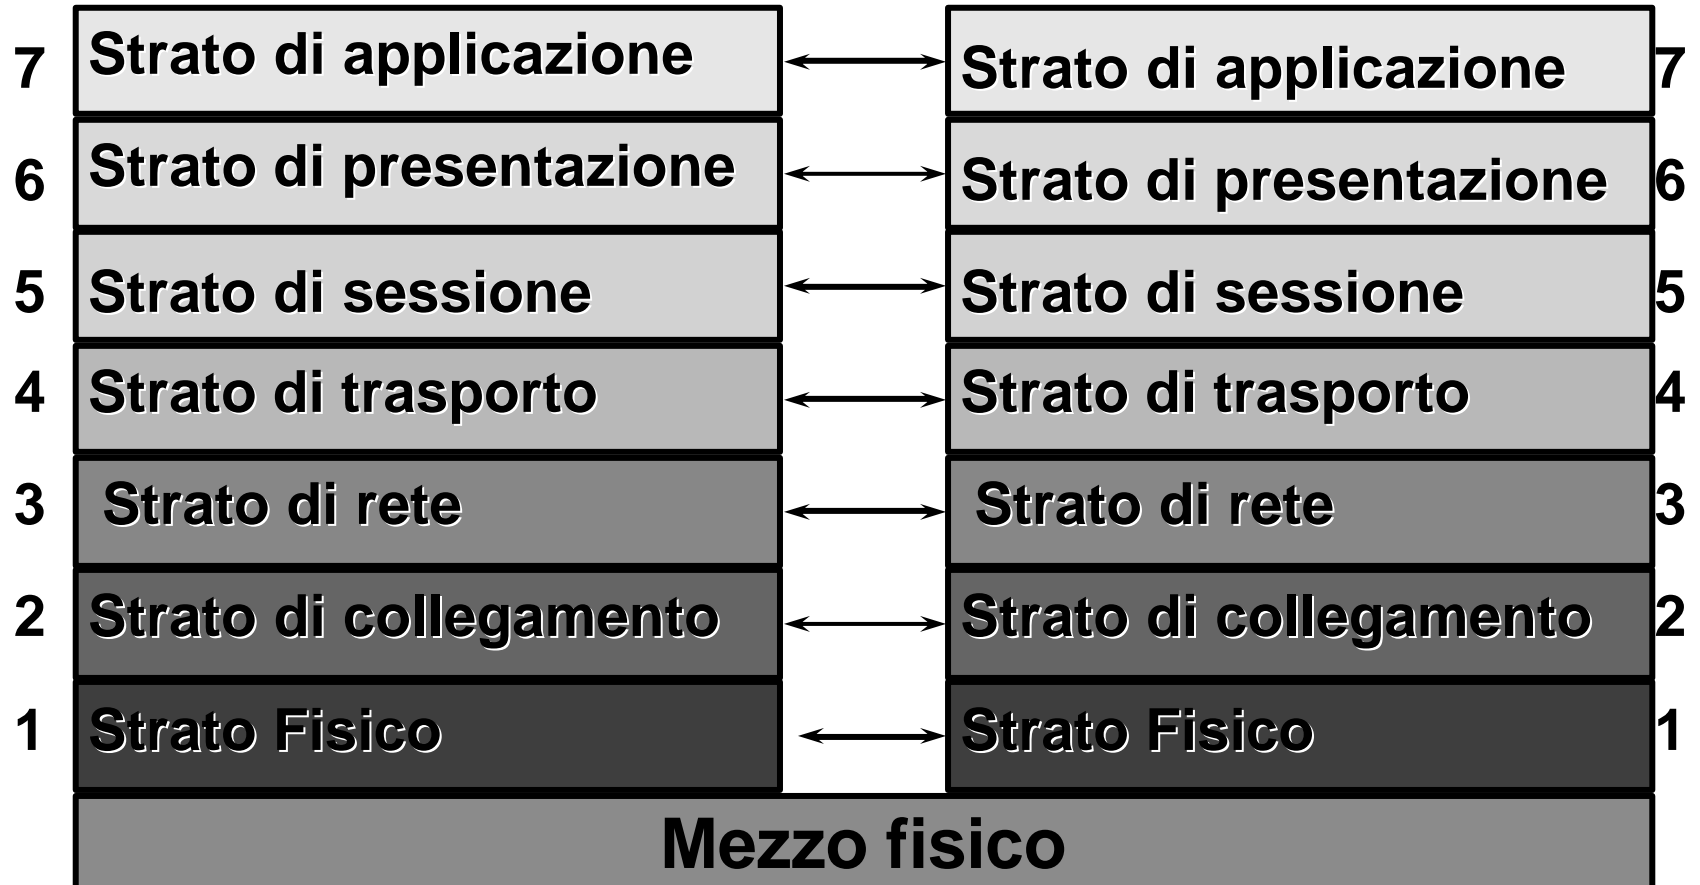 7 Strato di applicazione Strato di applicazione 7
6 Strato di presentazione Strato di presentazione 6
5 Strato di sessione Strato di sessione 5
4 Strato di trasporto Strato di trasporto 4
3 Strato di rete Strato di rete 3
2 Strato di collegamento Strato di collegamento 2
1 Strato Fisico Strato Fisico 1
Mezzo fisico